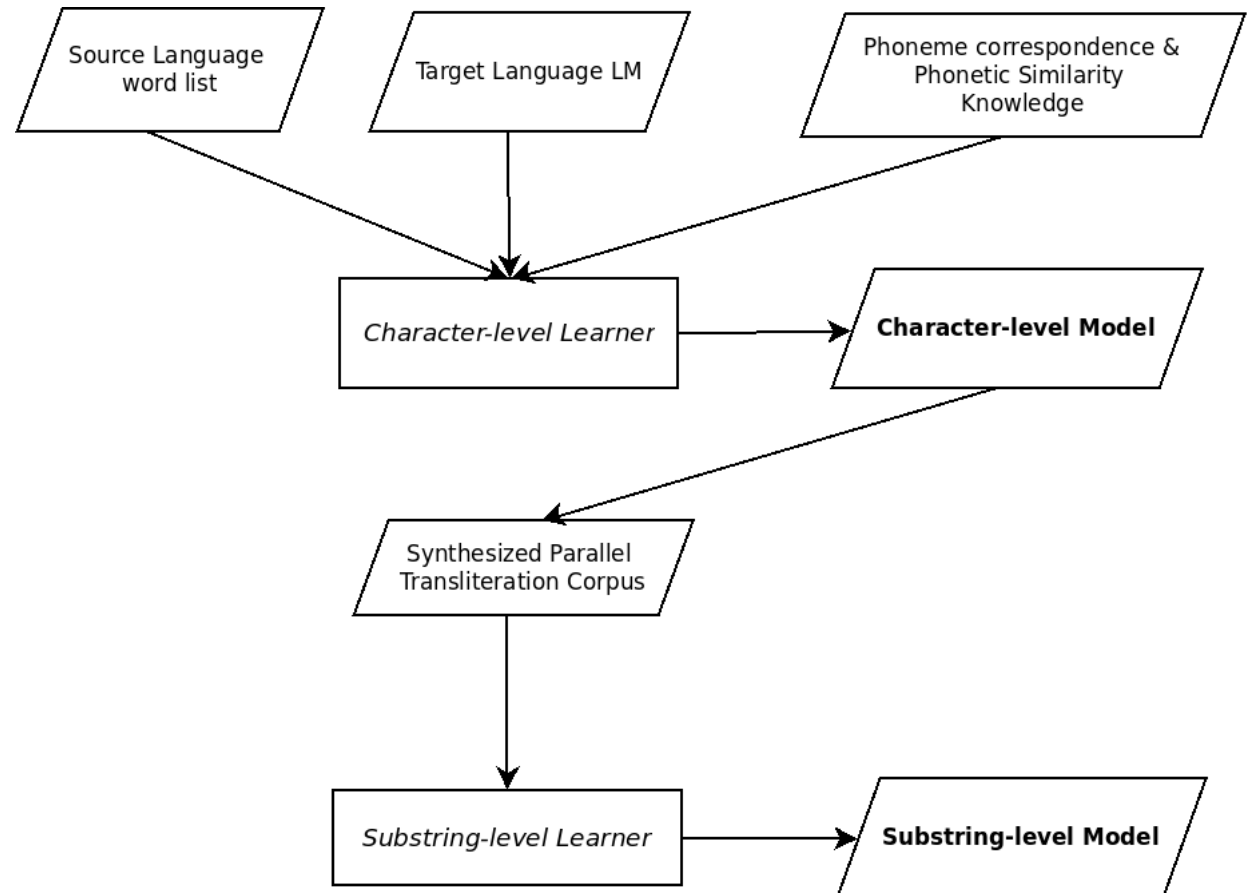 Source Language
word list
Target Language LM
Phoneme correspondence &
Phonetic Similarity
Knowledge
Character-level Learner
Character-level Model
Synthesized Parallel
Transliteration Corpus
Substring-level Learner
Substring-level Model